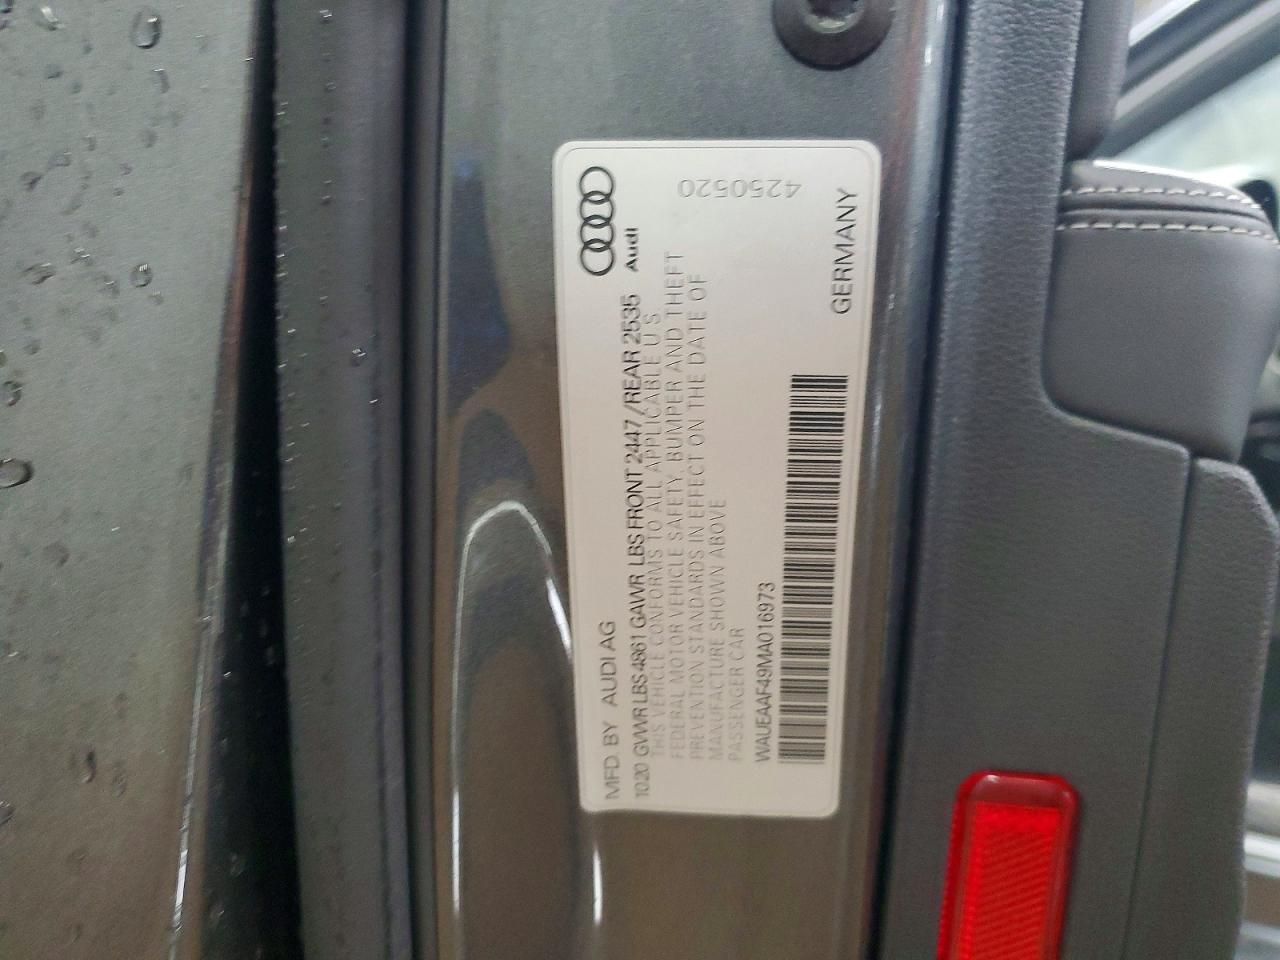 MFD. BY AUDI AG
Audi
10.20 GVWR LBS 4861 GAWR LBS FRONT 2447/REAR 2535
THIS VEHICLE CONFORMS TO ALL APPLICABLE U.S.
FEDERAL MOTOR VEHICLE SAFETY, BUMPER AND THEFT
PREVENTION STANDARDS IN EFFECT ON THE DATE OF
MANUFACTURE SHOWN ABOVE
PASSENGER CAR
WAUEAAF49MA016973
GERMANY
4250520